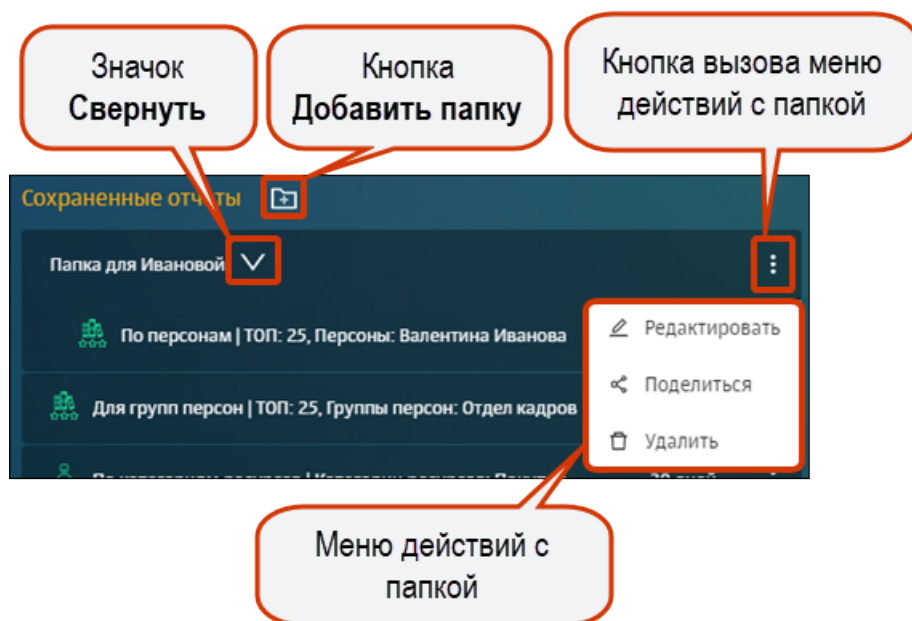 Значок
Свернуть
Кнопка
Добавить папку
Кнопка вызова меню
действий с папкой
Сохраненные отчеты
Папка для Ивановой
По персонам | ТОП: 25, Персоны: Валентина Иванова
Редактировать
Поделиться
Для групп персон | ТОП: 25, Группы персон: Отдел кадров
Удалить
Меню действий с
папкой